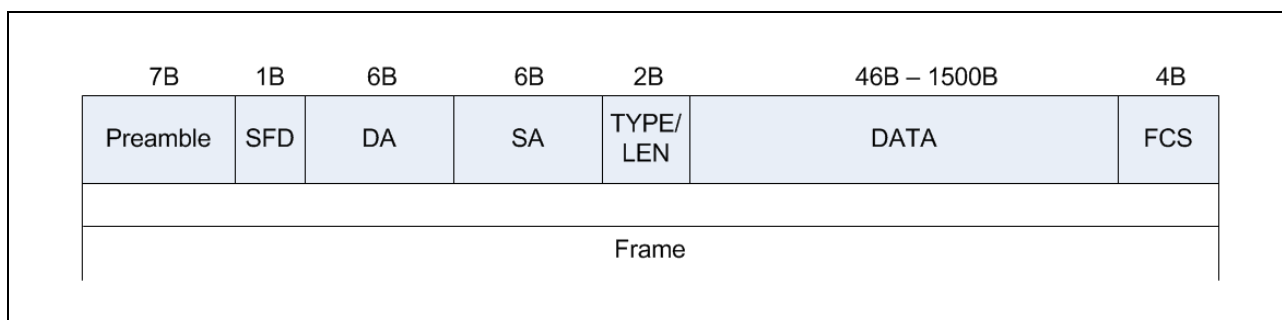 7B 1B 6B 6B 2B 46B – 1500B 4B
Preamble SFD DA SA TYPE/ LEN DATA FCS
Frame